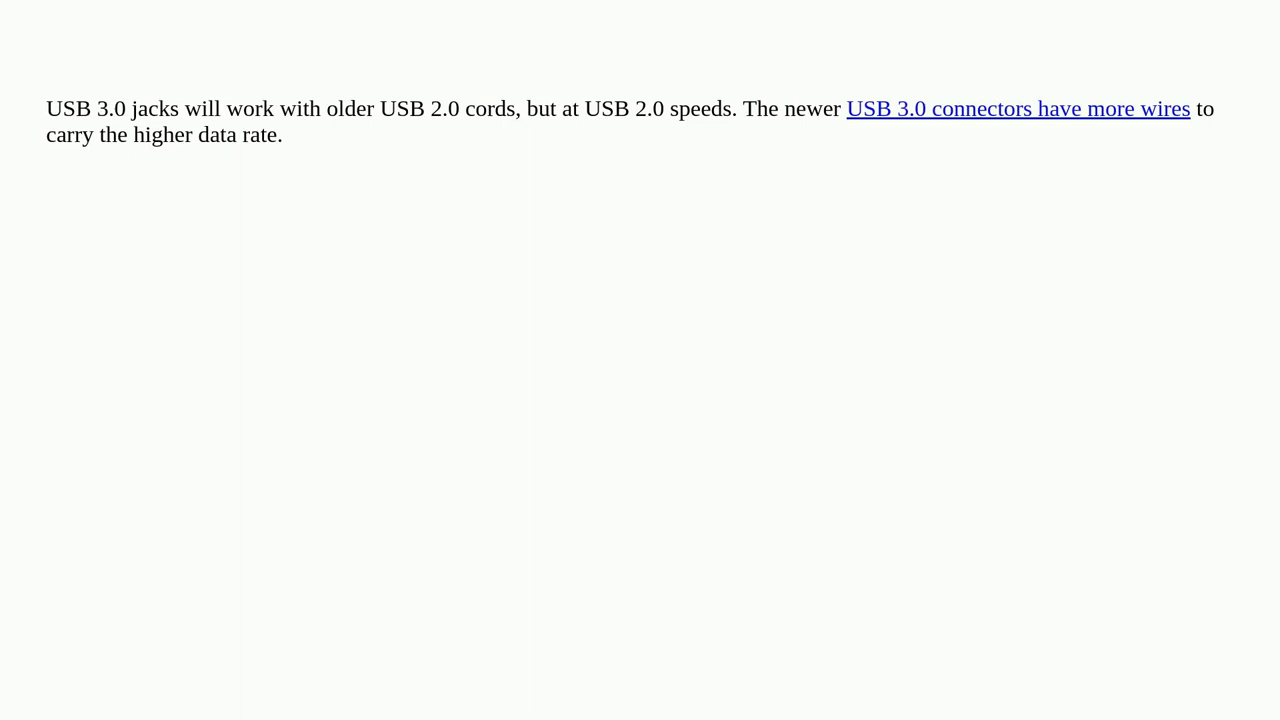 USB 3.0 jacks will work with older USB 2.0 cords, but at USB 2.0 speeds. The newer USB 3.0 connectors have more wires to
carry the higher data rate.